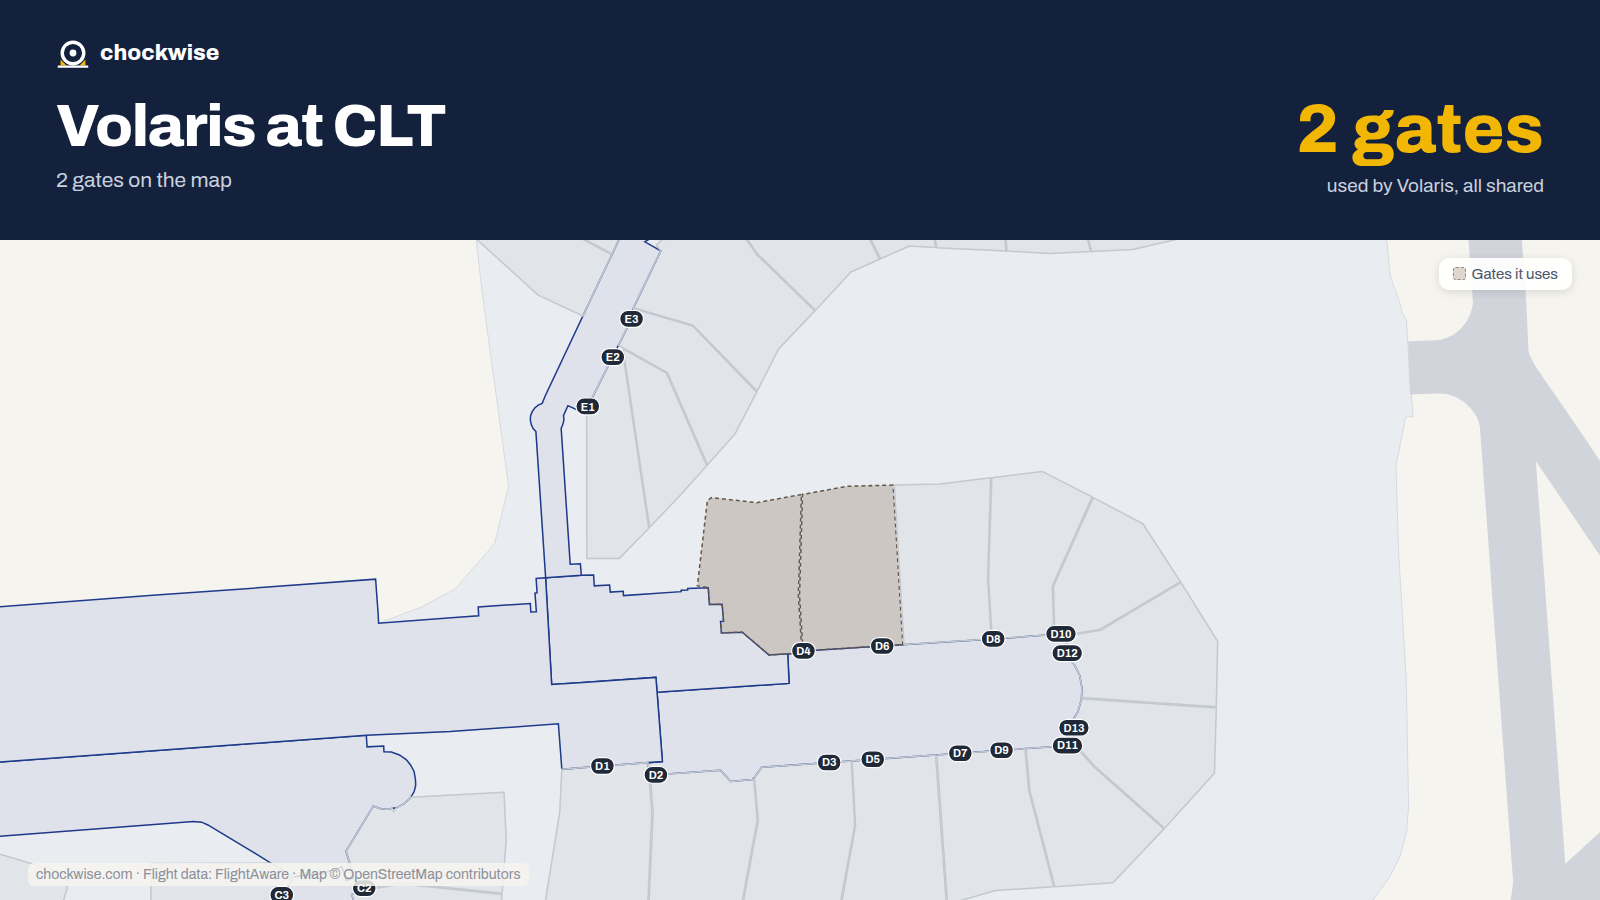 chockwise
Volaris at CLT
2 gates on the map
2 gates
used by Volaris, all shared
Gates it uses
E3
E2
E1
D4
D6
D8
D10
D12
D13
D11
D9
D7
D5
D3
D2
D1
chockwise.com · Flight data: FlightAware · Map © OpenStreetMap contributors
C2
C3